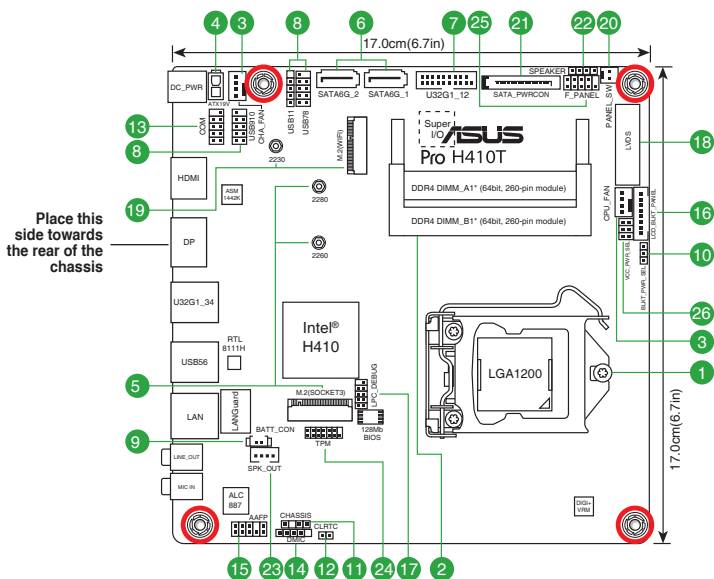 4
3
8
6
7
25
21
22
20
17.0cm(6.7in)
SPEAKER
DC_PWR
ATX19V
CHA_FAN
USB11
USB78
SATA6G_2
SATA6G_1
U32G1_12
SATA_PWRCON
F_PANEL
PANEL_SW
13
COM
USB910
8
Super
I/O
ASUS
Pro H410T
M.2(WIFI)
2230
LVDS
18
HDMI
ASM
1442K
2280
DDR4 DIMM_A1* (64bit, 260-pin module)
19
CPU_FAN
LCD_BLKT_PANEL
16
Place this
side towards
the rear of the
chassis
DP
2260
DDR4 DIMM_B1* (64bit, 260-pin module)
VCC_PWR_SEL
BLKT_PWR_SEL
10
U32G1_34
26
Intel®
H410
3
RTL
8111H
USB56
LGA1200
1
5
M.2(SOCKET3)
LPC_DEBUG
LAN
LANGuard
128Mb
BIOS
17.0cm(6.7in)
9
BATT_CON
TPM
LINE_OUT
SPK_OUT
MIC IN
ALC
887
DIGI+
VRM
AAFP
CHASSIS
DMIC
CLRTC
15
23
14
12
11
24
17
2